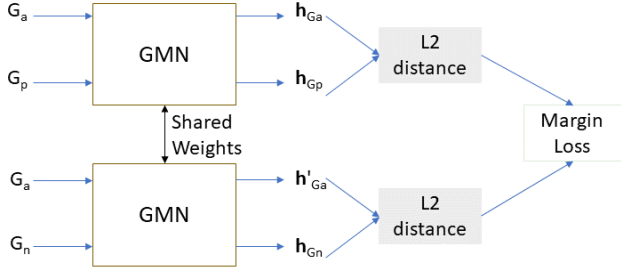 Ga
GMN
hGa
L2
distance
Gp
hGp
Shared
Weights
Margin
Loss
Ga
GMN
h'Ga
L2
distance
Gn
hGn